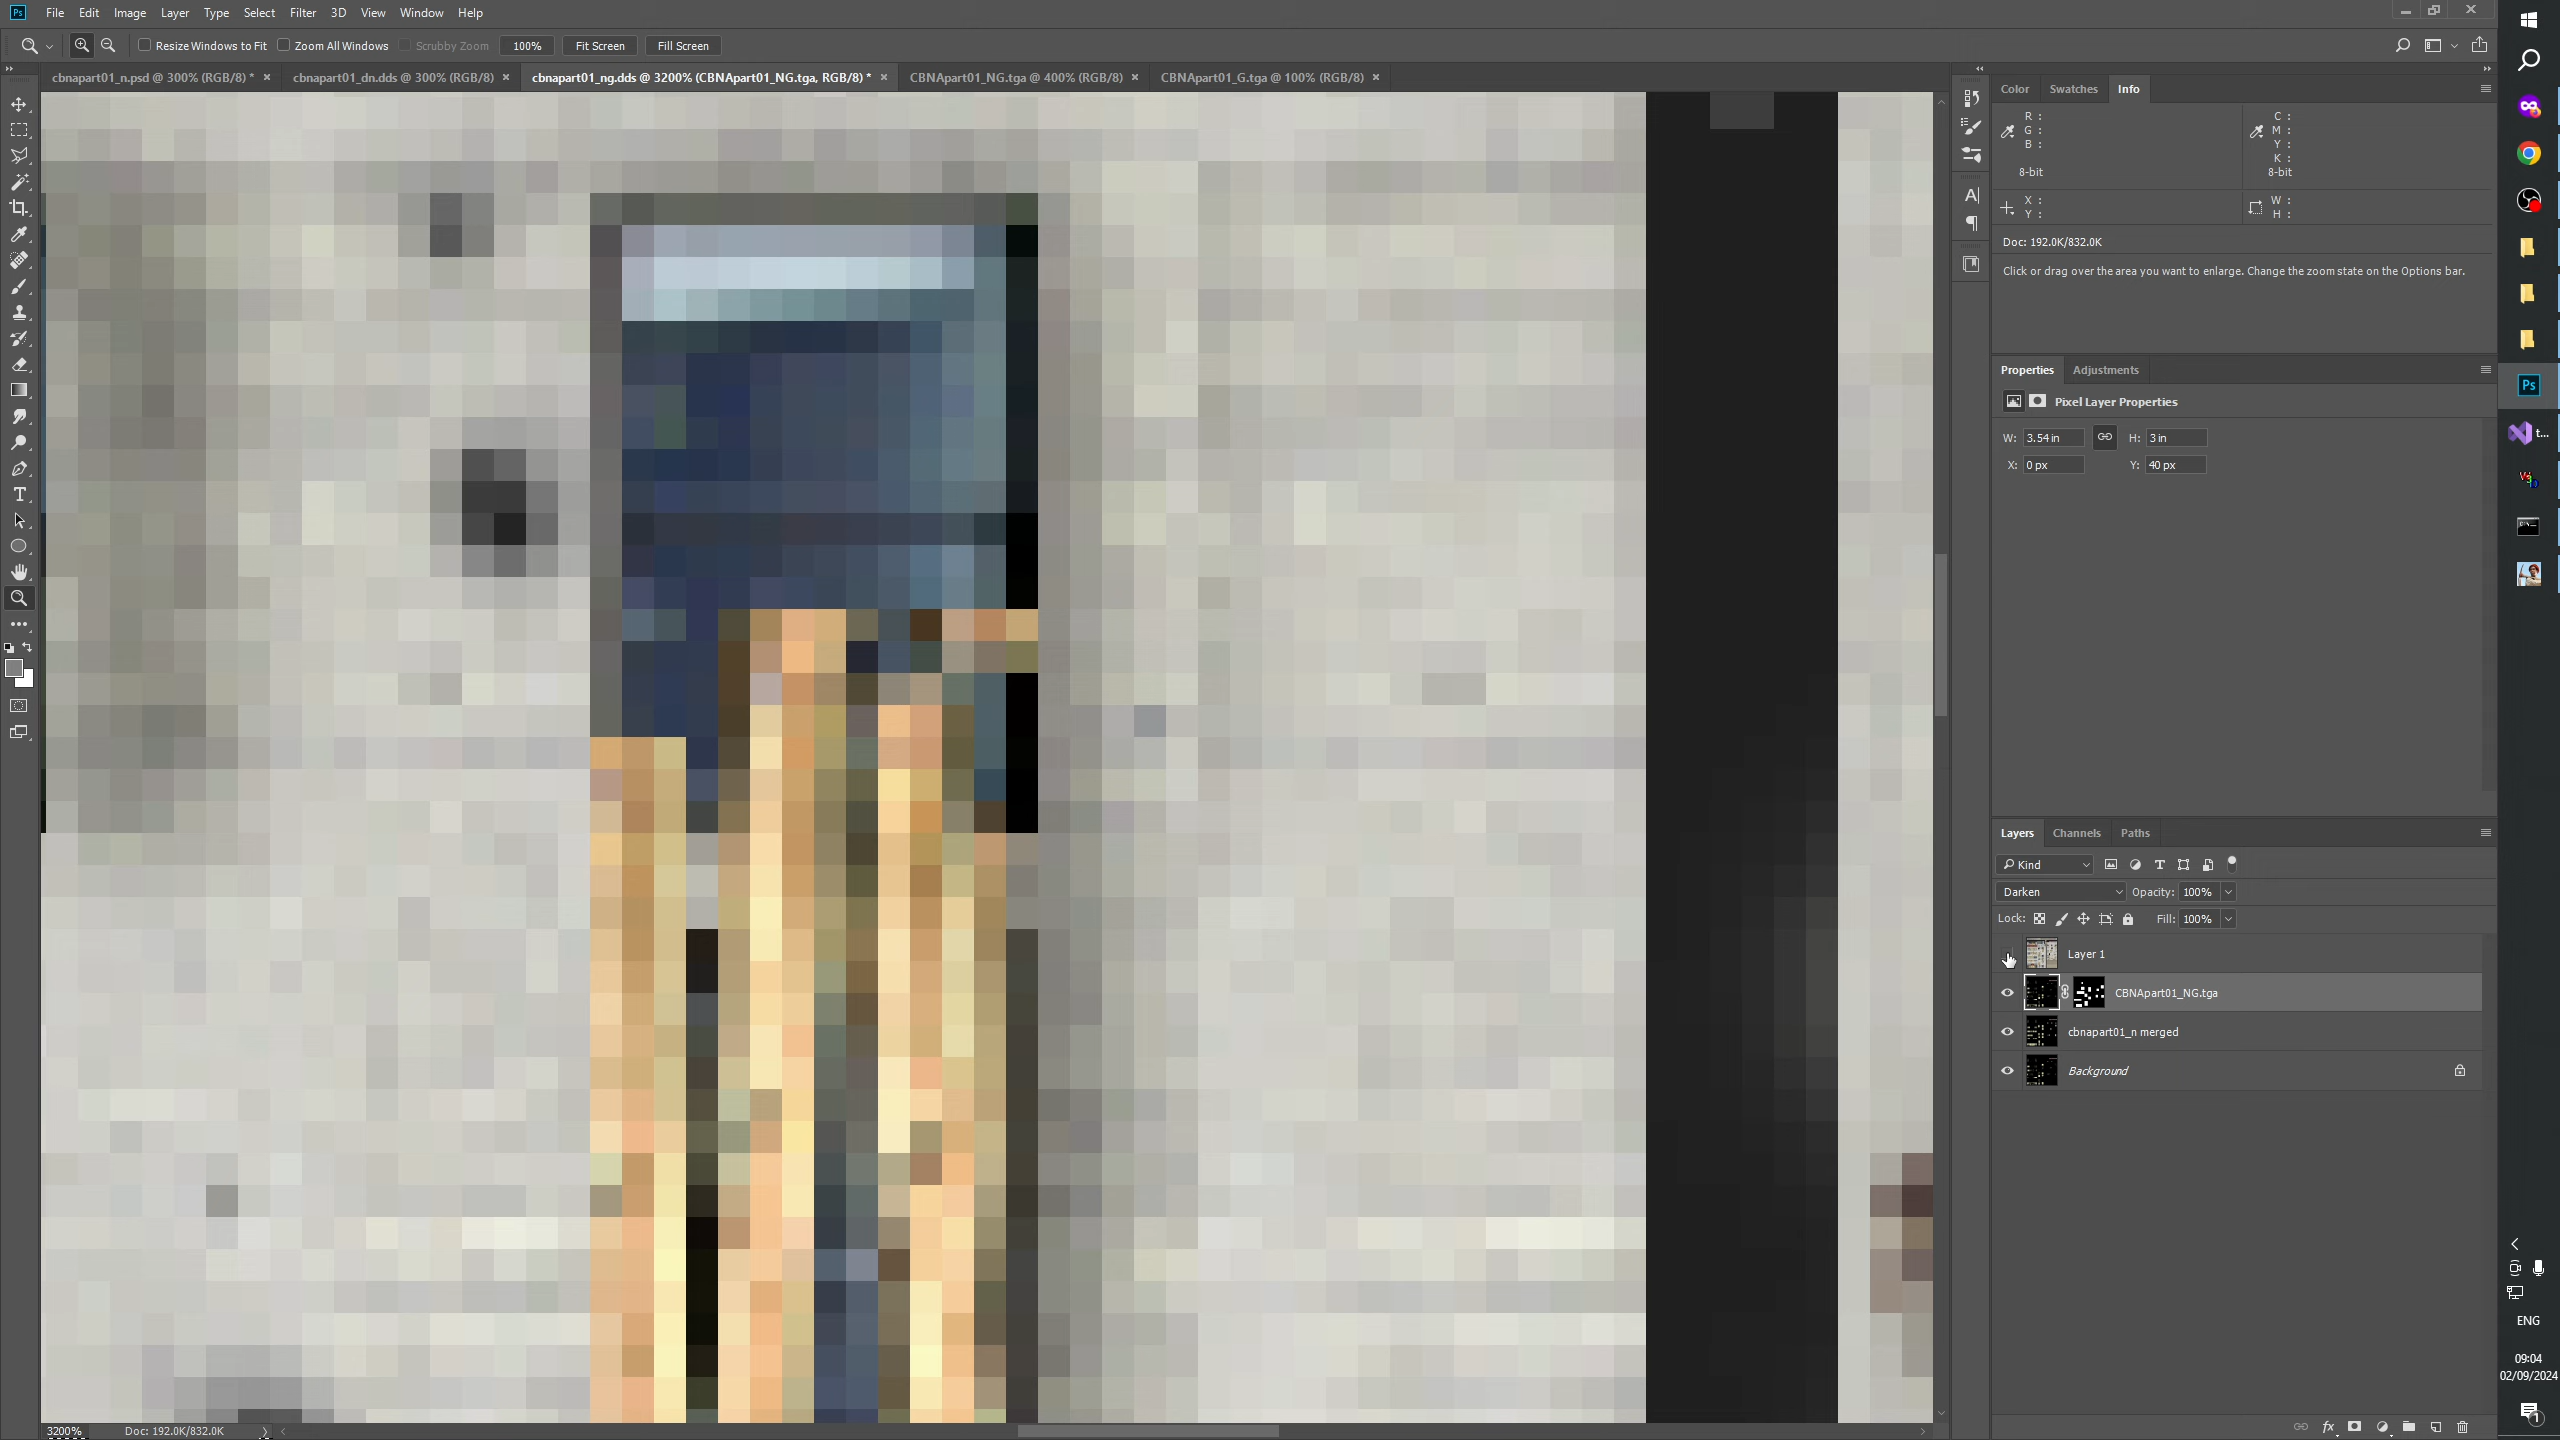 Ps File Edit Image Layer Type Select Filter 3D View Window Help
Resize Windows to Fit Zoom All Windows Scrubby Zoom 100% Fit Screen Fill Screen
cbnapart01_n.psd @ 300% (RGB/8) * × cbnapart01_dn.dds @ 300% (RGB/8) × cbnapart01_ng.dds @ 3200% (CBNApart01_NG.tga, RGB/8) * × CBNApart01_NG.tga @ 400% (RGB/8) × CBNApart01_G.tga @ 100% (RGB/8) ×
Color Swatches Info
R : C :
G : M :
B : Y :
K :
8-bit 8-bit
X : W :
Y : H :
Doc: 192.0K/832.0K
Click or drag over the area you want to enlarge. Change the zoom state on the Options bar.
Properties Adjustments
Pixel Layer Properties
W: 3.54 in H: 3 in
X: 0 px Y: 40 px
Ps
t...
Layers Channels Paths
Kind
Darken Opacity: 100%
Lock: Fill: 100%
Layer 1
CBNApart01_NG.tga
cbnapart01_n merged
Background
ENG
09:04
02/09/2024
1
3200% Doc: 192.0K/832.0K